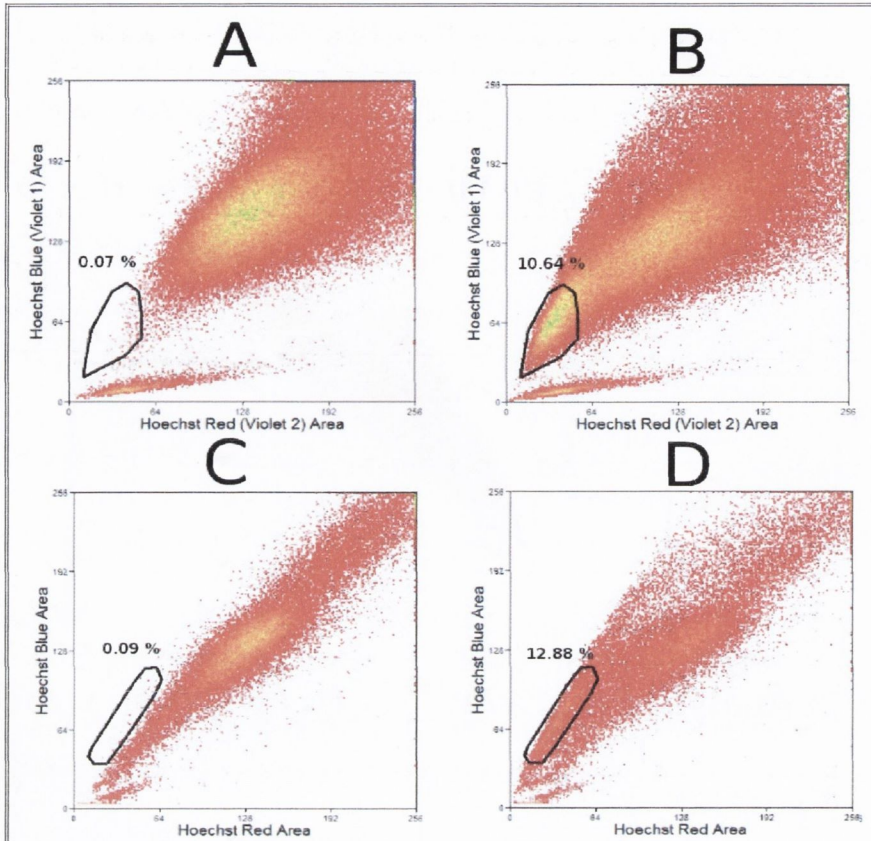 A
B
256
192
128
64
0
0.07 %
Hoechst Blue (Violet 1) Area
0 64 128 192 256
Hoechst Red (Violet 2) Area
256
192
128
64
0
10.64 %
Hoechst Blue (Violet 1) Area
0 64 128 192 256
Hoechst Red (Violet 2) Area
C
D
256
192
128
64
0
0.09 %
Hoechst Blue Area
0 64 128 192 256
Hoechst Red Area
256
192
128
64
0
12.88 %
Hoechst Blue Area
0 64 128 192
Hoechst Red Area